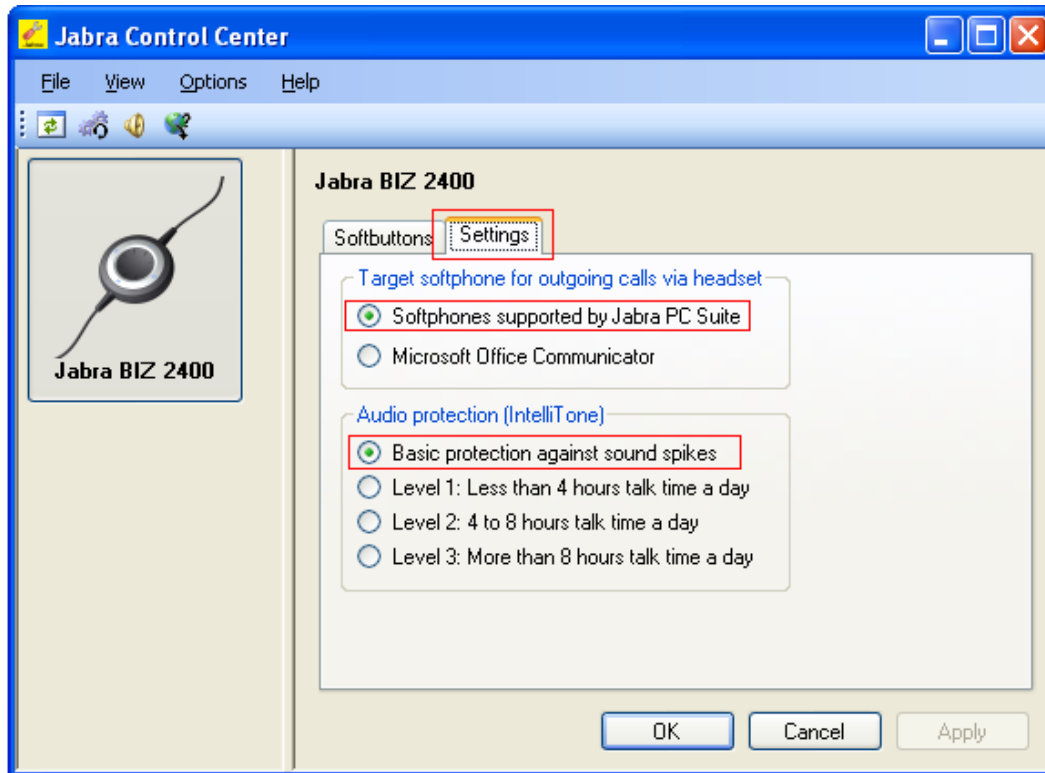 Jabra Control Center
File View Options Help
Jabra BIZ 2400
Jabra BIZ 2400
Softbuttons Settings
Target softphone for outgoing calls via headset
Softphones supported by Jabra PC Suite
Microsoft Office Communicator
Audio protection (IntelliTone)
Basic protection against sound spikes
Level 1: Less than 4 hours talk time a day
Level 2: 4 to 8 hours talk time a day
Level 3: More than 8 hours talk time a day
OK Cancel Apply